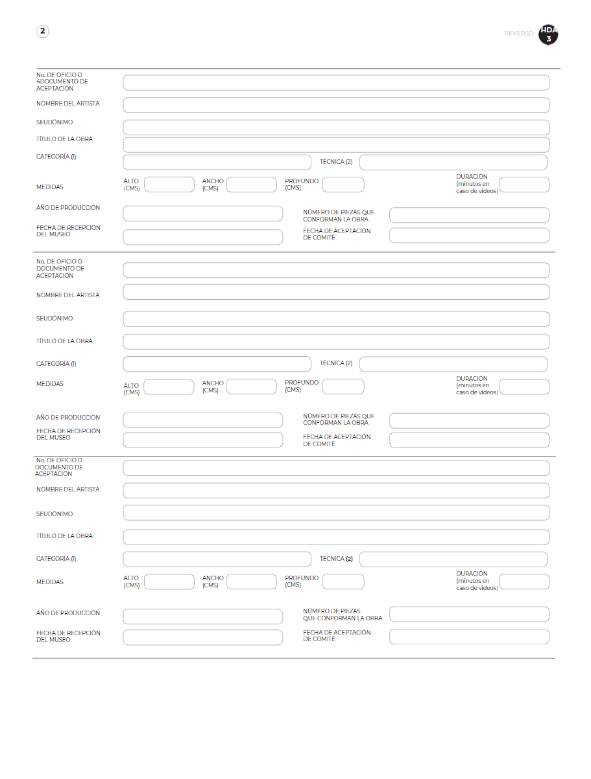 2
REVERSO
HDA
3
No. DE OFICIO O
4DOCUMENTO DE
ACEPTACIÓN
NOMBRE DEL ARTISTA
SEUDÓNIMO
TÍTULO DE LA OBRA
CATEGORÍA (1)
TECNICA (2)
MEDIDAS
ALTO
(CMS)
ANCHO
(CMS)
PROFUNDO
(CMS)
DURACIÓN
(minutos en
caso de videos)
AÑO DE PRODUCCIÓN
NÚMERO DE PIEZAS QUE
CONFORMAN LA OBRA
FECHA DE RECEPCIÓN
DEL MUSEO
FECHA DE ACEPTACIÓN
DE COMITÉ
No. DE OFICIO O
DOCUMENTO DE
ACEPTACIÓN
NOMBRE DEL ARTISTA
SEUDÓNIMO
TÍTULO DE LA OBRA
CATEGORÍA (1)
TECNICA (2)
MEDIDAS
ALTO
(CMS)
ANCHO
(CMS)
PROFUNDO
(CMS)
DURACIÓN
(minutos en
caso de videos)
AÑO DE PRODUCCIÓN
NÚMERO DE PIEZAS QUE
CONFORMAN LA OBRA
FECHA DE RECEPCIÓN
DEL MUSEO
FECHA DE ACEPTACIÓN
DE COMITÉ
No. DE OFICIO O
DOCUMENTO DE
ACEPTACIÓN
NOMBRE DEL ARTISTA
SEUDÓNIMO
TÍTULO DE LA OBRA
CATEGORÍA (1)
TECNICA (2)
MEDIDAS
ALTO
(CMS)
ANCHO
(CMS)
PROFUNDO
(CMS)
DURACIÓN
(minutos en
caso de videos)
AÑO DE PRODUCCIÓN
NÚMERO DE PIEZAS
QUE CONFORMAN LA OBRA
FECHA DE RECEPCIÓN
DEL MUSEO
FECHA DE ACEPTACIÓN
DE COMITÉ